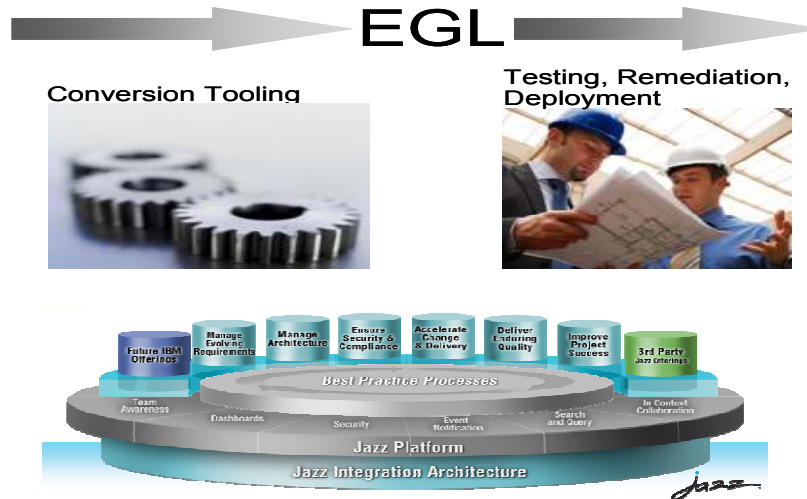 EGL
Conversion Tooling
Testing, Remediation,
Deployment
Future IBM
Offerings
Manage
Evolving
Requirements
Manage
Architecture
Ensure
Security &
Compliance
Accelerate
Change
& Delivery
Deliver
Enduring
Quality
Improve
Project
Success
3rd Party
Jazz Offerings
Best Practice Processes
Team
Awareness
Dashboards
Security
Event
Notification
Search
and Query
In Context
Collaboration
Jazz Platform
Jazz Integration Architecture
jazz